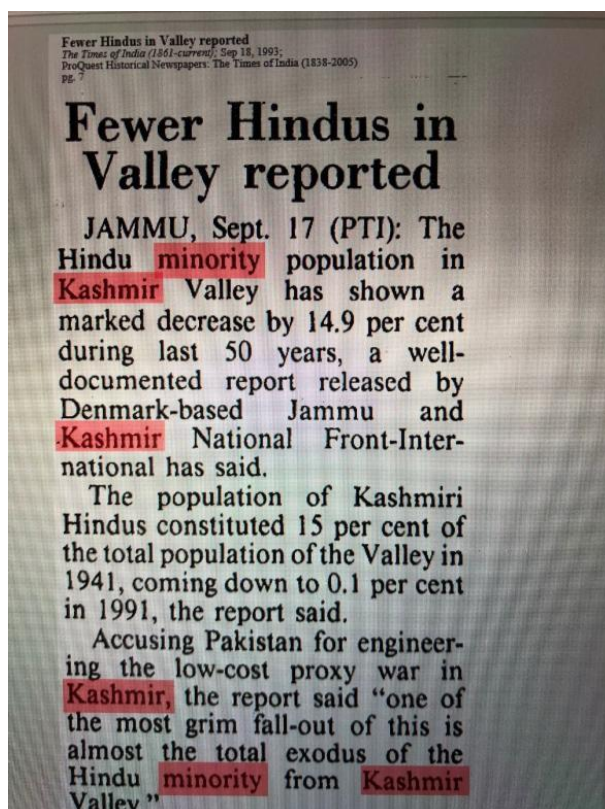 Fewer Hindus in Valley reported
The Times of India (1861-current); Sep 18, 1993;
ProQuest Historical Newspapers: The Times of India (1838-2005)
pg. 7
Fewer Hindus in
Valley reported
JAMMU, Sept. 17 (PTI): The
Hindu minority population in
Kashmir Valley has shown a
marked decrease by 14.9 per cent
during last 50 years, a well-
documented report released by
Denmark-based Jammu and
Kashmir National Front-Inter-
national has said.
The population of Kashmiri
Hindus constituted 15 per cent of
the total population of the Valley in
1941, coming down to 0.1 per cent
in 1991, the report said.
Accusing Pakistan for engineer-
ing the low-cost proxy war in
Kashmir, the report said “one of
the most grim fall-out of this is
almost the total exodus of the
Hindu minority from Kashmir
Valley.”